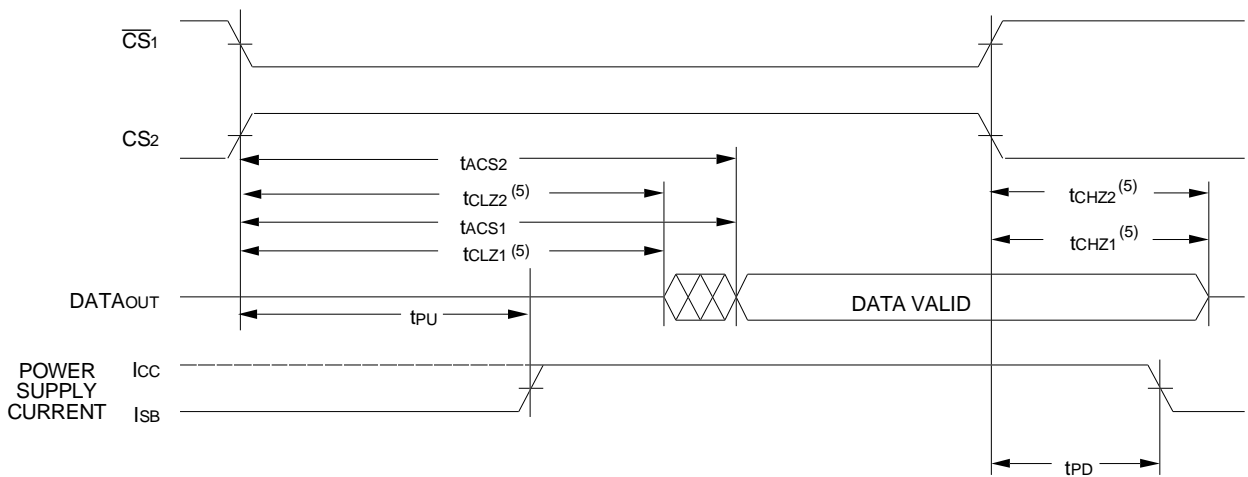 CS1
CS2
tACS2
tCLZ2 (5)
tCHZ2 (5)
tACS1
tCLZ1 (5)
tCHZ1 (5)
DATAOUT
DATA VALID
tPU
POWER
SUPPLY
CURRENT
ICC
ISB
tPD